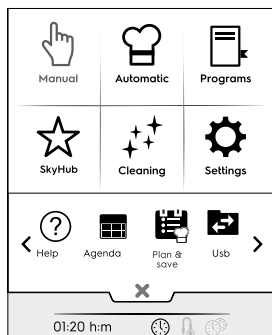 Manual Automatic Programs
SkyHub Cleaning Settings
Help Agenda Plan & Usb
save
01:20 h:m